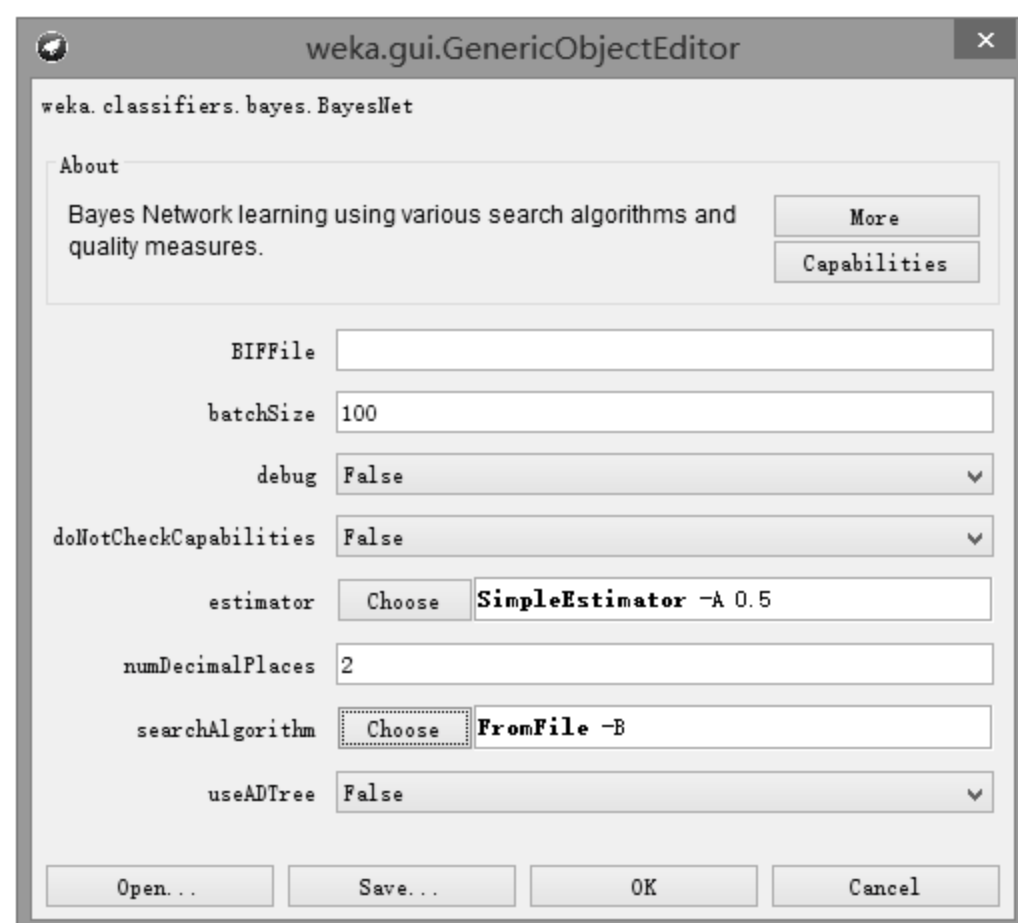 weka.gui.GenericObjectEditor
weka.classifiers.bayes.BayesNet
About
Bayes Network learning using various search algorithms and
quality measures.
More
Capabilities
BIFFile
batchSize 100
debug False
doNotCheckCapabilities False
estimator Choose SimpleEstimator -A 0.5
numDecimalPlaces 2
searchAlgorithm Choose FromFile -B
useADTree False
Open... Save... OK Cancel